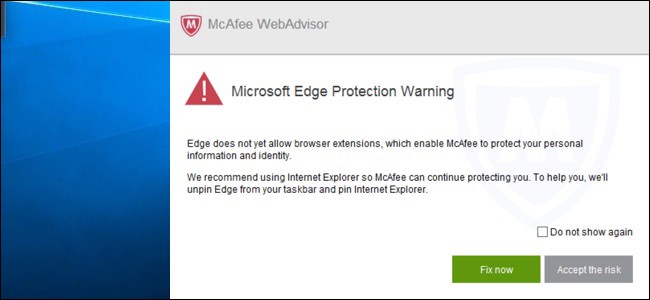 McAfee WebAdvisor
Microsoft Edge Protection Warning
Edge does not yet allow browser extensions, which enable McAfee to protect your personal
information and identity.
We recommend using Internet Explorer so McAfee can continue protecting you. To help you, we'll
unpin Edge from your taskbar and pin Internet Explorer.
Do not show again
Fix now
Accept the risk